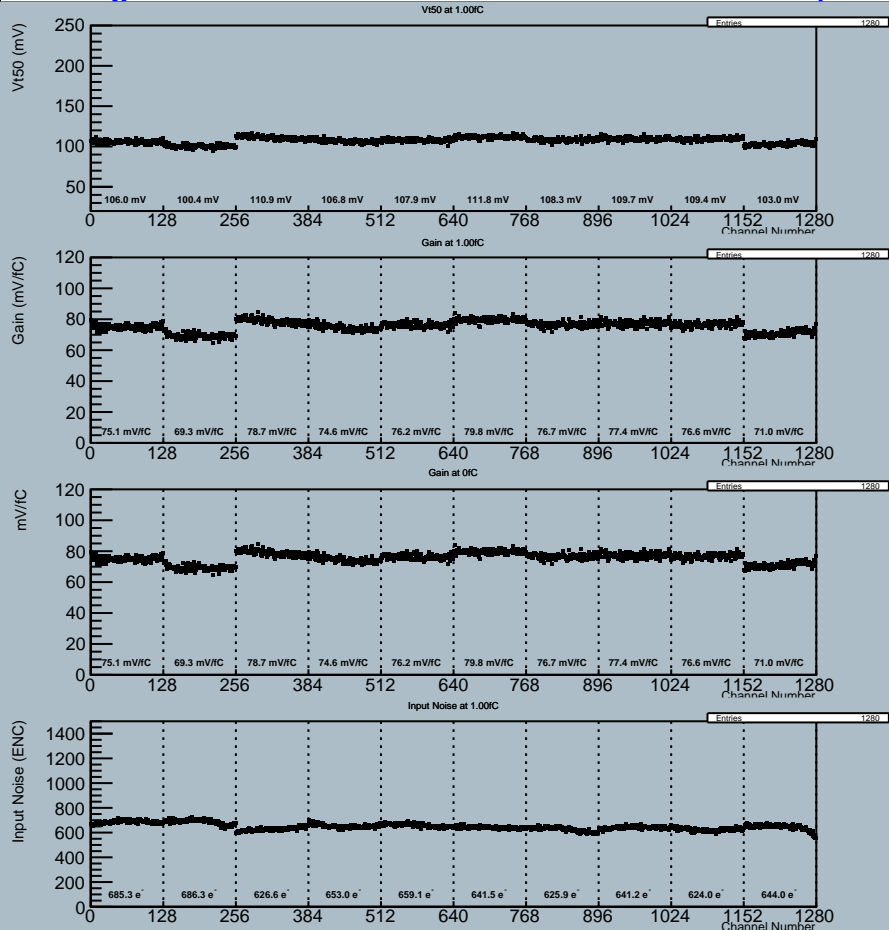 Vt50 at 1.00fC
Entries 1280
Vt50 (mV)
250
200
150
100
50
106.0 mV 100.4 mV 110.9 mV 106.8 mV 107.9 mV 111.8 mV 108.3 mV 109.7 mV 109.4 mV 103.0 mV
0 128 256 384 512 640 768 896 1024 1152 1280
Channel Number
Gain at 1.00fC
Entries 1280
Gain (mV/fC)
120
100
80
60
40
20
0
75.1 mV/fC 69.3 mV/fC 78.7 mV/fC 74.6 mV/fC 76.2 mV/fC 79.8 mV/fC 76.7 mV/fC 77.4 mV/fC 76.6 mV/fC 71.0 mV/fC
0 128 256 384 512 640 768 896 1024 1152 1280
Channel Number
Gain at 0fC
Entries 1280
mV/fC
120
100
80
60
40
20
0
75.1 mV/fC 69.3 mV/fC 78.7 mV/fC 74.6 mV/fC 76.2 mV/fC 79.8 mV/fC 76.7 mV/fC 77.4 mV/fC 76.6 mV/fC 71.0 mV/fC
0 128 256 384 512 640 768 896 1024 1152 1280
Channel Number
Input Noise at 1.00fC
Entries 1280
Input Noise (ENC)
1400
1200
1000
800
600
400
200
0
685.3 e⁻ 686.3 e⁻ 626.6 e⁻ 653.0 e⁻ 659.1 e⁻ 641.5 e⁻ 625.9 e⁻ 641.2 e⁻ 624.0 e⁻ 644.0 e⁻
0 128 256 384 512 640 768 896 1024 1152 1280
Channel Number